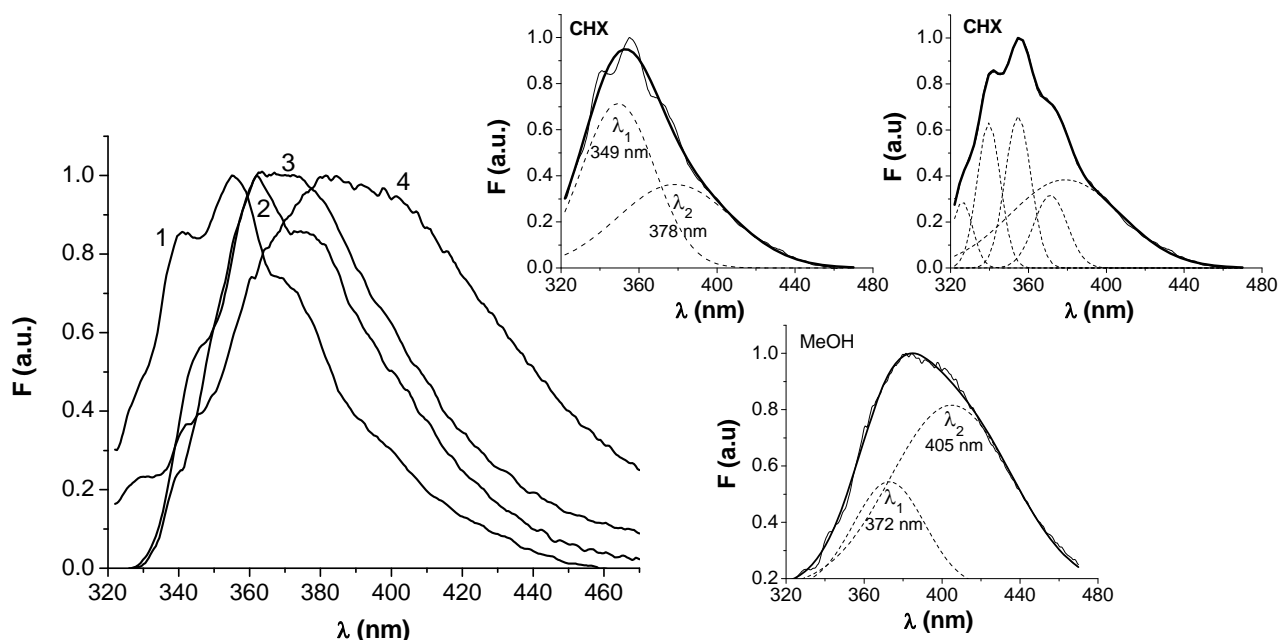 1.0
0.8
0.6
0.4
0.2
0.0
320 340 360 380 400 420 440 460
λ (nm)
F (a.u.)
1
2
3
4
CHX
1.0
0.8
0.6
0.4
0.2
0.0
320 360 400 440 480
λ (nm)
F (a.u.)
λ1
349 nm
λ2
378 nm
CHX
1.0
0.8
0.6
0.4
0.2
0.0
320 360 400 440 480
λ (nm)
F (a.u)
MeOH
1.0
0.8
0.6
0.4
0.2
320 360 400 440 480
λ (nm)
F (a.u)
λ2
405 nm
λ1
372 nm